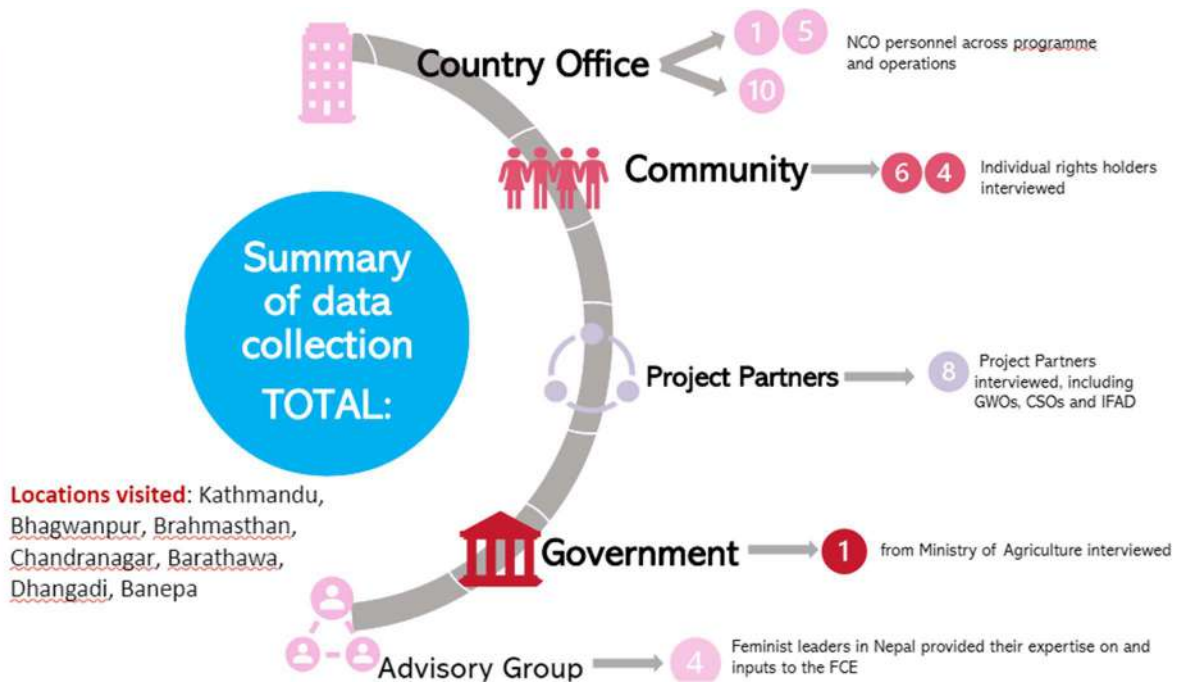 Country Office
1 5
10
NCO personnel across programme
and operations
Community
6 4
Individual rights holders
interviewed
Summary
of data
collection
TOTAL:
Project Partners
8
Project Partners
interviewed, including
GWOs, CSOs and IFAD
Locations visited: Kathmandu,
Bhagwanpur, Brahmasthan,
Chandranagar, Barathawa,
Dhangadi, Banepa
Government
1
from Ministry of Agriculture interviewed
Advisory Group
4
Feminist leaders in Nepal provided their expertise on and
inputs to the FCE